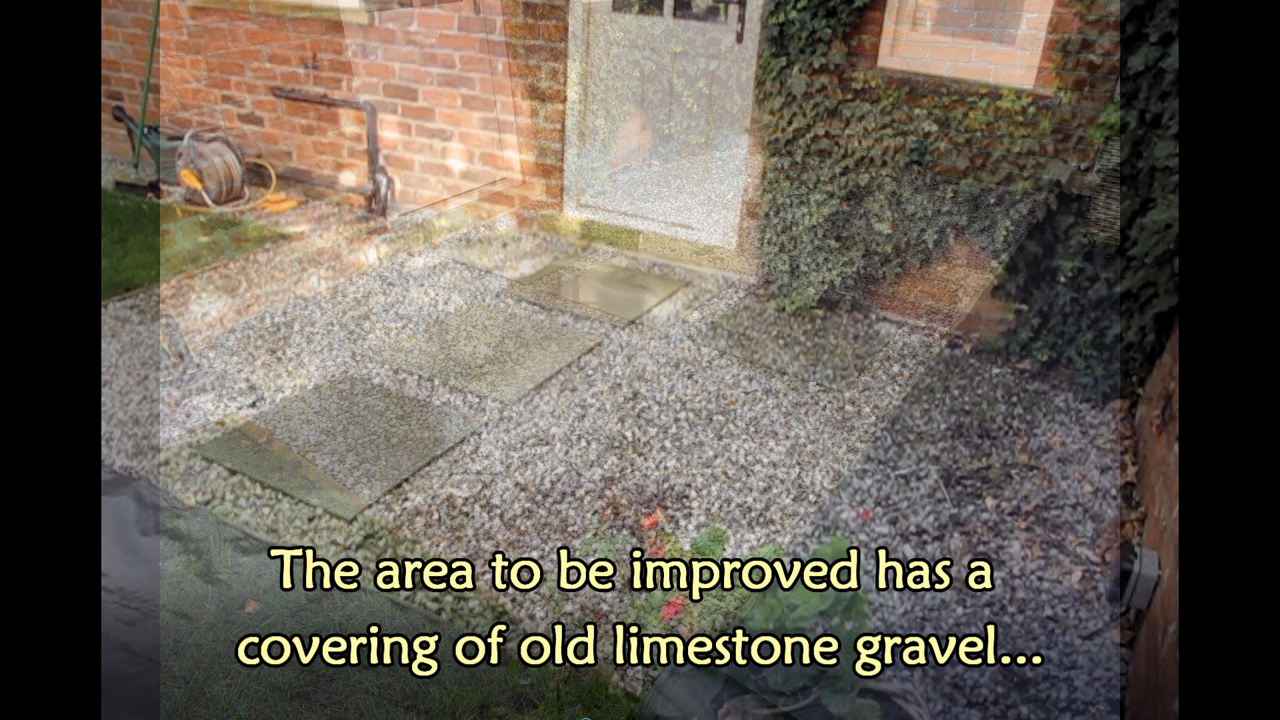 The area to be improved has a
covering of old limestone gravel...